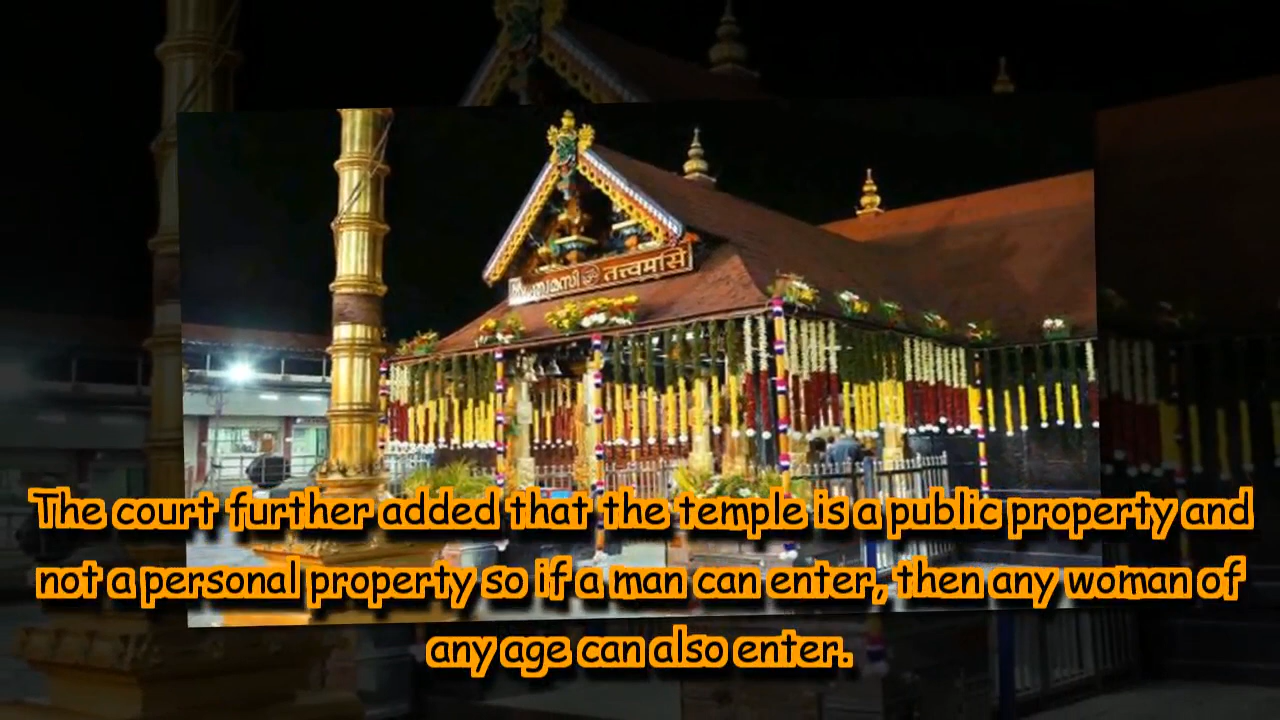 ॐ तत्त्वमसि
The court further added that the temple is a public property and
not a personal property so if a man can enter, then any woman of
any age can also enter.